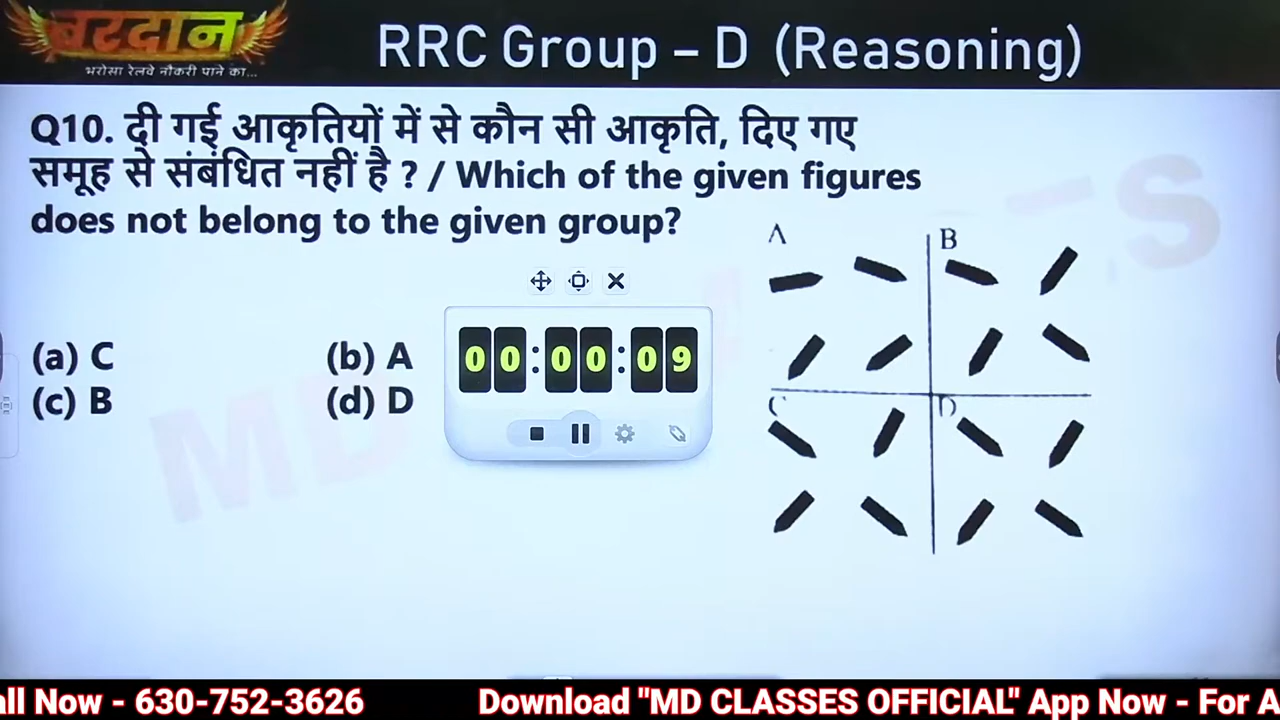 वरदान
भरोसा रेलवे नौकरी पाने का...
RRC Group – D (Reasoning)
Q10. दी गई आकृतियों में से कौन सी आकृति, दिए गए
समूह से संबंधित नहीं है ? / Which of the given figures
does not belong to the given group?
(a) C
(b) A
(c) B
(d) D
00:00:09
A
B
C
D
all Now - 630-752-3626
Download "MD CLASSES OFFICIAL" App Now - For A